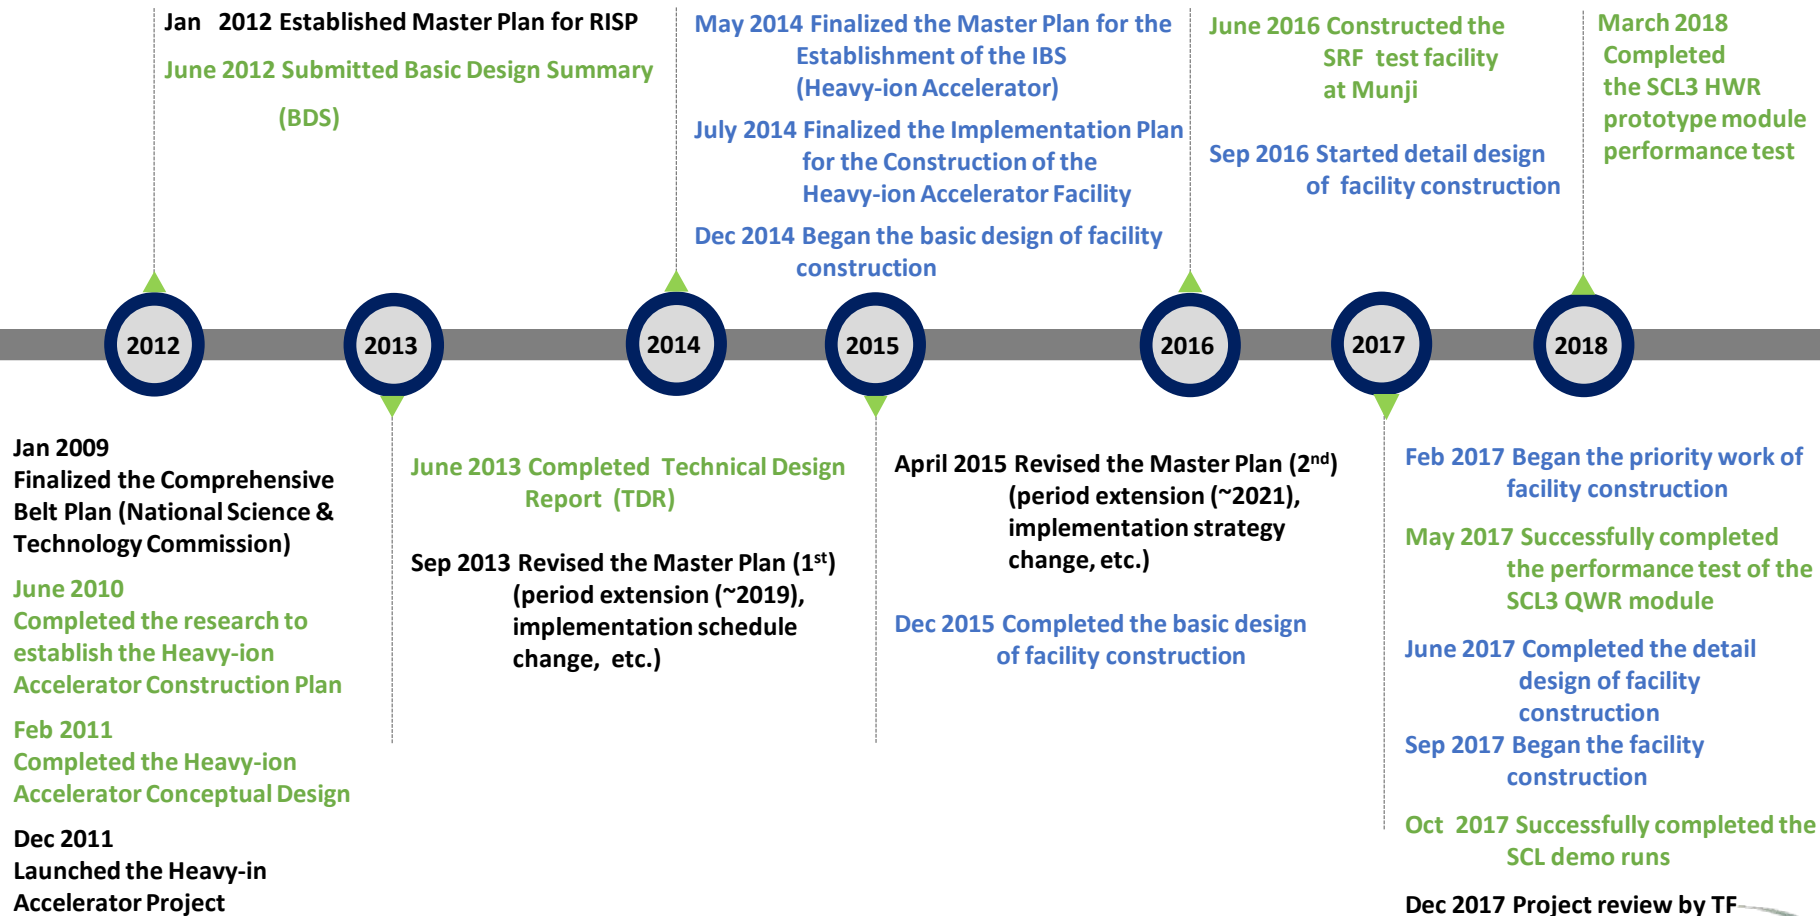 Jan 2012 Established Master Plan for RISP
June 2012 Submitted Basic Design Summary
(BDS)
May 2014 Finalized the Master Plan for the
Establishment of the IBS
(Heavy-ion Accelerator)
July 2014 Finalized the Implementation Plan
for the Construction of the
Heavy-ion Accelerator Facility
Dec 2014 Began the basic design of facility
construction
June 2016 Constructed the
SRF test facility
at Munji
Sep 2016 Started detail design
of facility construction
March 2018
Completed
the SCL3 HWR
prototype module
performance test
2012
2013
2014
2015
2016
2017
2018
Jan 2009
Finalized the Comprehensive
Belt Plan (National Science &
Technology Commission)
June 2010
Completed the research to
establish the Heavy-ion
Accelerator Construction Plan
Feb 2011
Completed the Heavy-ion
Accelerator Conceptual Design
Dec 2011
Launched the Heavy-in
Accelerator Project
June 2013 Completed Technical Design
Report (TDR)
Sep 2013 Revised the Master Plan (1st)
(period extension (~2019),
implementation schedule
change, etc.)
April 2015 Revised the Master Plan (2nd)
(period extension (~2021),
implementation strategy
change, etc.)
Dec 2015 Completed the basic design
of facility construction
Feb 2017 Began the priority work of
facility construction
May 2017 Successfully completed
the performance test of the
SCL3 QWR module
June 2017 Completed the detail
design of facility
construction
Sep 2017 Began the facility
construction
Oct 2017 Successfully completed the
SCL demo runs
Dec 2017 Project review by TF